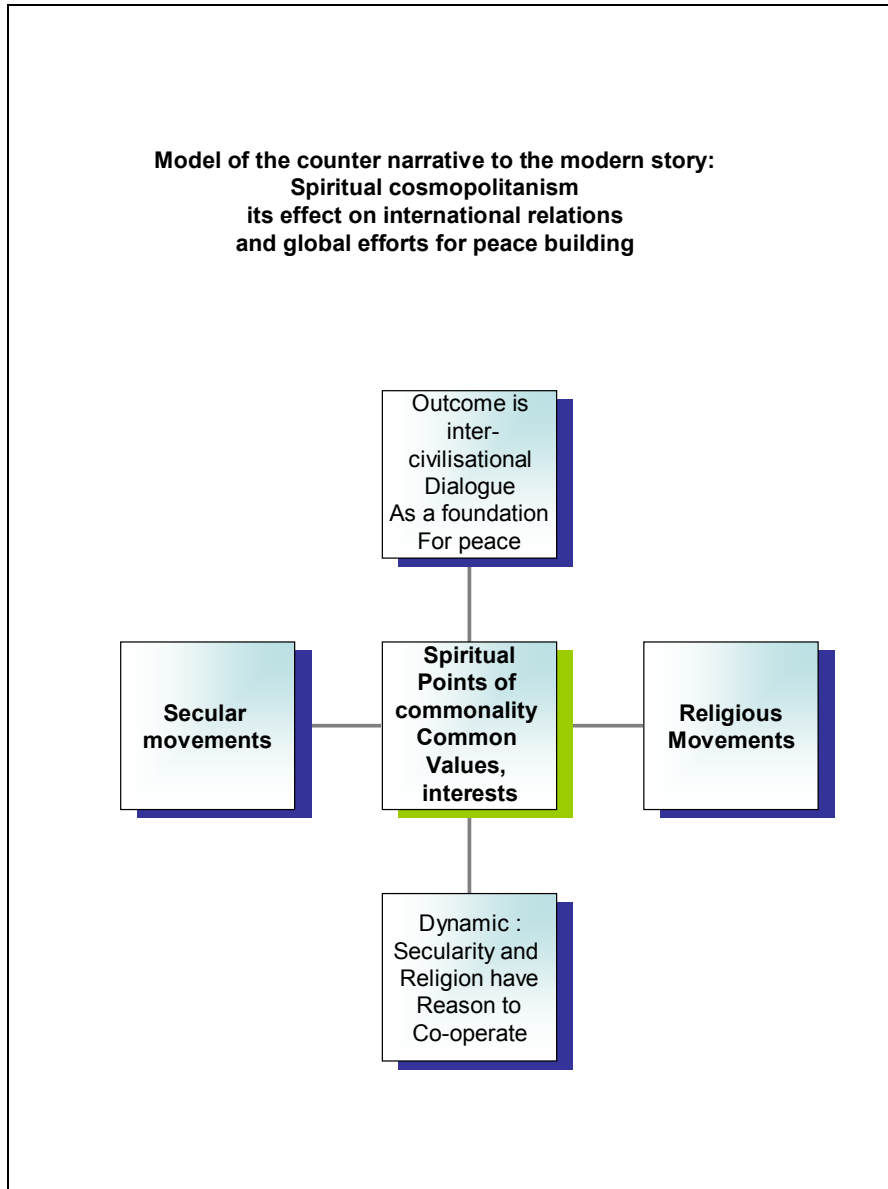 Model of the counter narrative to the modern story:
Spiritual cosmopolitanism
its effect on international relations
and global efforts for peace building
Outcome is
inter-
civilisational
Dialogue
As a foundation
For peace
Secular
movements
Spiritual
Points of
commonality
Common
Values,
interests
Religious
Movements
Dynamic :
Secularity and
Religion have
Reason to
Co-operate